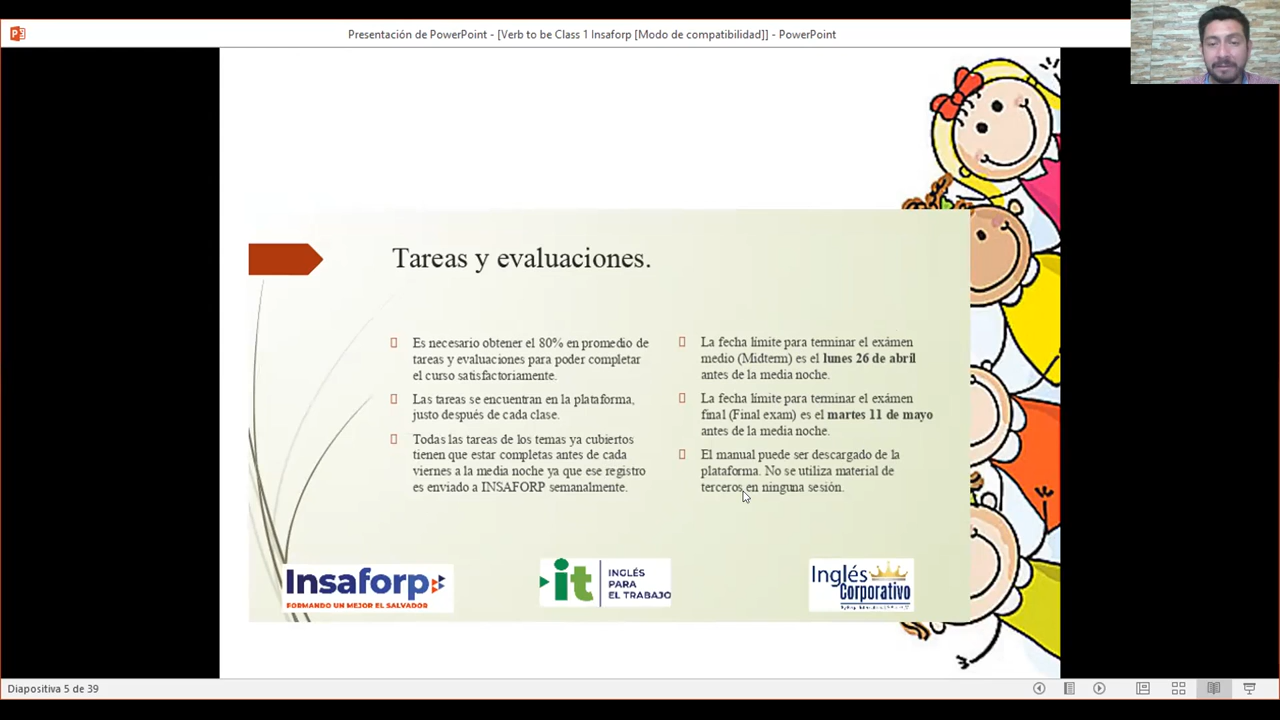 Presentación de PowerPoint - [Verb to be Class 1 Insaforp [Modo de compatibilidad]] - PowerPoint
Tareas y evaluaciones.
Es necesario obtener el 80% en promedio de
tareas y evaluaciones para poder completar
el curso satisfactoriamente.
Las tareas se encuentran en la plataforma,
justo después de cada clase.
Todas las tareas de los temas ya cubiertos
tienen que estar completas antes de cada
viernes a la media noche ya que ese registro
es enviado a INSAFORP semanalmente.
La fecha límite para terminar el exámen
medio (Midterm) es el lunes 26 de abril
antes de la media noche.
La fecha límite para terminar el exámen
final (Final exam) es el martes 11 de mayo
antes de la media noche.
El manual puede ser descargado de la
plataforma. No se utiliza material de
terceros en ninguna sesión.
Insaforp
FORMANDO UN MEJOR EL SALVADOR
it
INGLÉS
PARA
EL TRABAJO
Inglés
Corporativo
Diapositiva 5 de 39